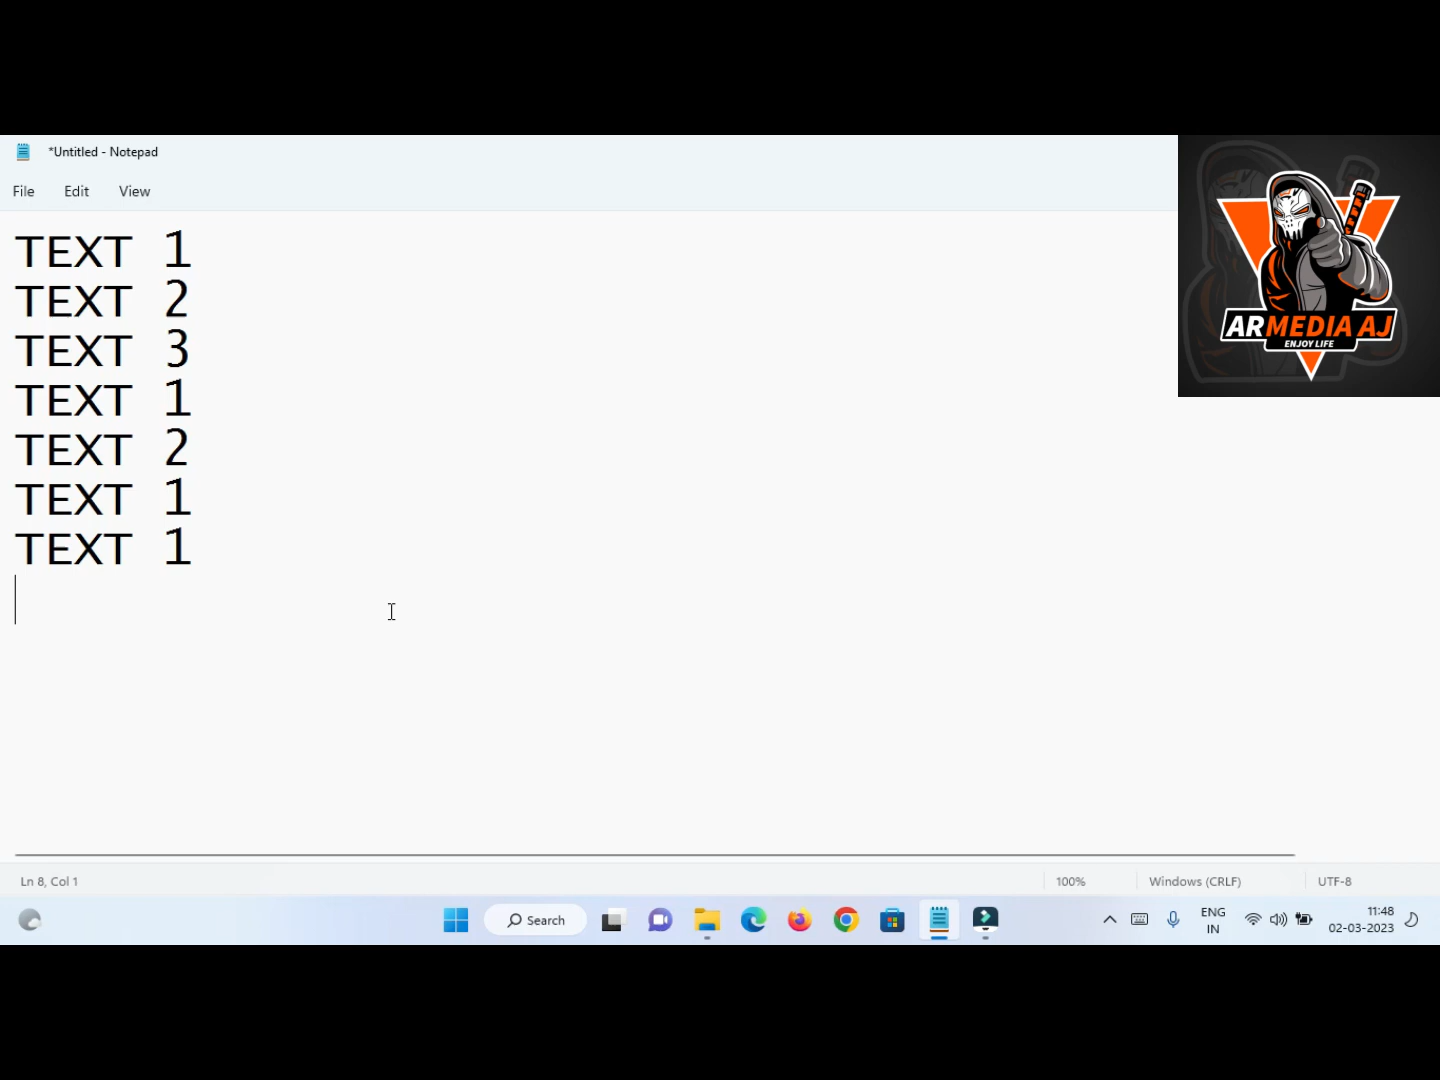 *Untitled - Notepad
File Edit View
TEXT 1
TEXT 2
TEXT 3
TEXT 1
TEXT 2
TEXT 1
TEXT 1
ARMEDIA AJ
ENJOY LIFE
Ln 8, Col 1 100% Windows (CRLF) UTF-8
Search
ENG
IN
11:48
02-03-2023